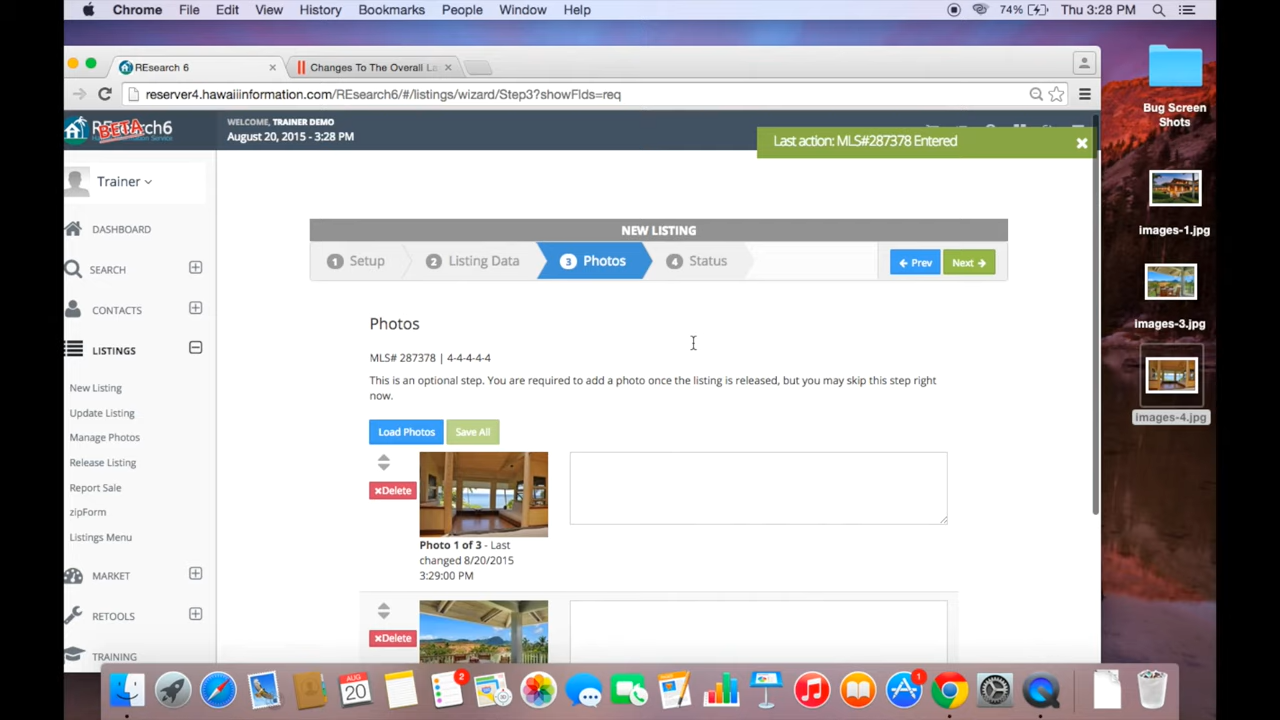 Chrome File Edit View History Bookmarks People Window Help 74% Thu 3:28 PM
REsearch 6 Changes To The Overall La
reserver4.hawaiiinformation.com/REsearch6/#/listings/wizard/Step3?showFlds=req
REsearch6
BETA
WELCOME, TRAINER DEMO
August 20, 2015 - 3:28 PM
Last action: MLS#287378 Entered
Trainer
DASHBOARD
SEARCH
CONTACTS
LISTINGS
New Listing
Update Listing
Manage Photos
Release Listing
Report Sale
zipForm
Listings Menu
MARKET
RETOOLS
TRAINING
NEW LISTING
1 Setup 2 Listing Data 3 Photos 4 Status Prev Next
Photos
MLS# 287378 | 4-4-4-4-4
This is an optional step. You are required to add a photo once the listing is released, but you may skip this step right
now.
Load Photos Save All
Delete
Photo 1 of 3 - Last
changed 8/20/2015
3:29:00 PM
Delete
Bug Screen
Shots
images-1.jpg
images-3.jpg
images-4.jpg
AUG
20
2
1